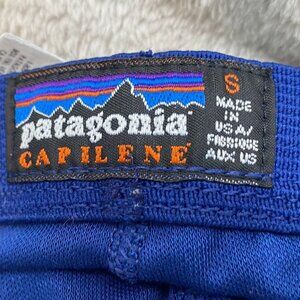 patagonia
CAPILENE
S
MADE
IN
USA/
FABRIQUE
AUX US